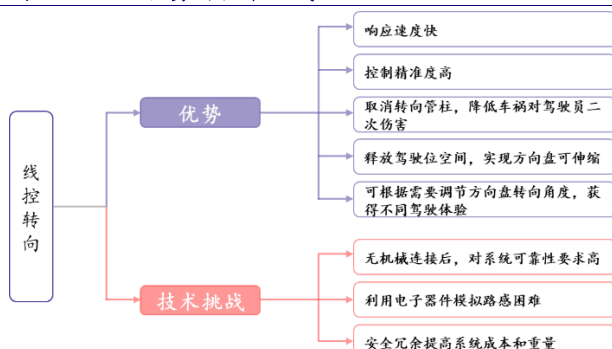 线
控
转
向
优势
响应速度快
控制精准度高
取消转向管柱，降低车祸对驾驶员二
次伤害
释放驾驶位空间，实现方向盘可伸缩
可根据需要调节方向盘转向角度，获
得不同驾驶体验
技术挑战
无机械连接后，对系统可靠性要求高
利用电子器件模拟路感困难
安全冗余提高系统成本和重量